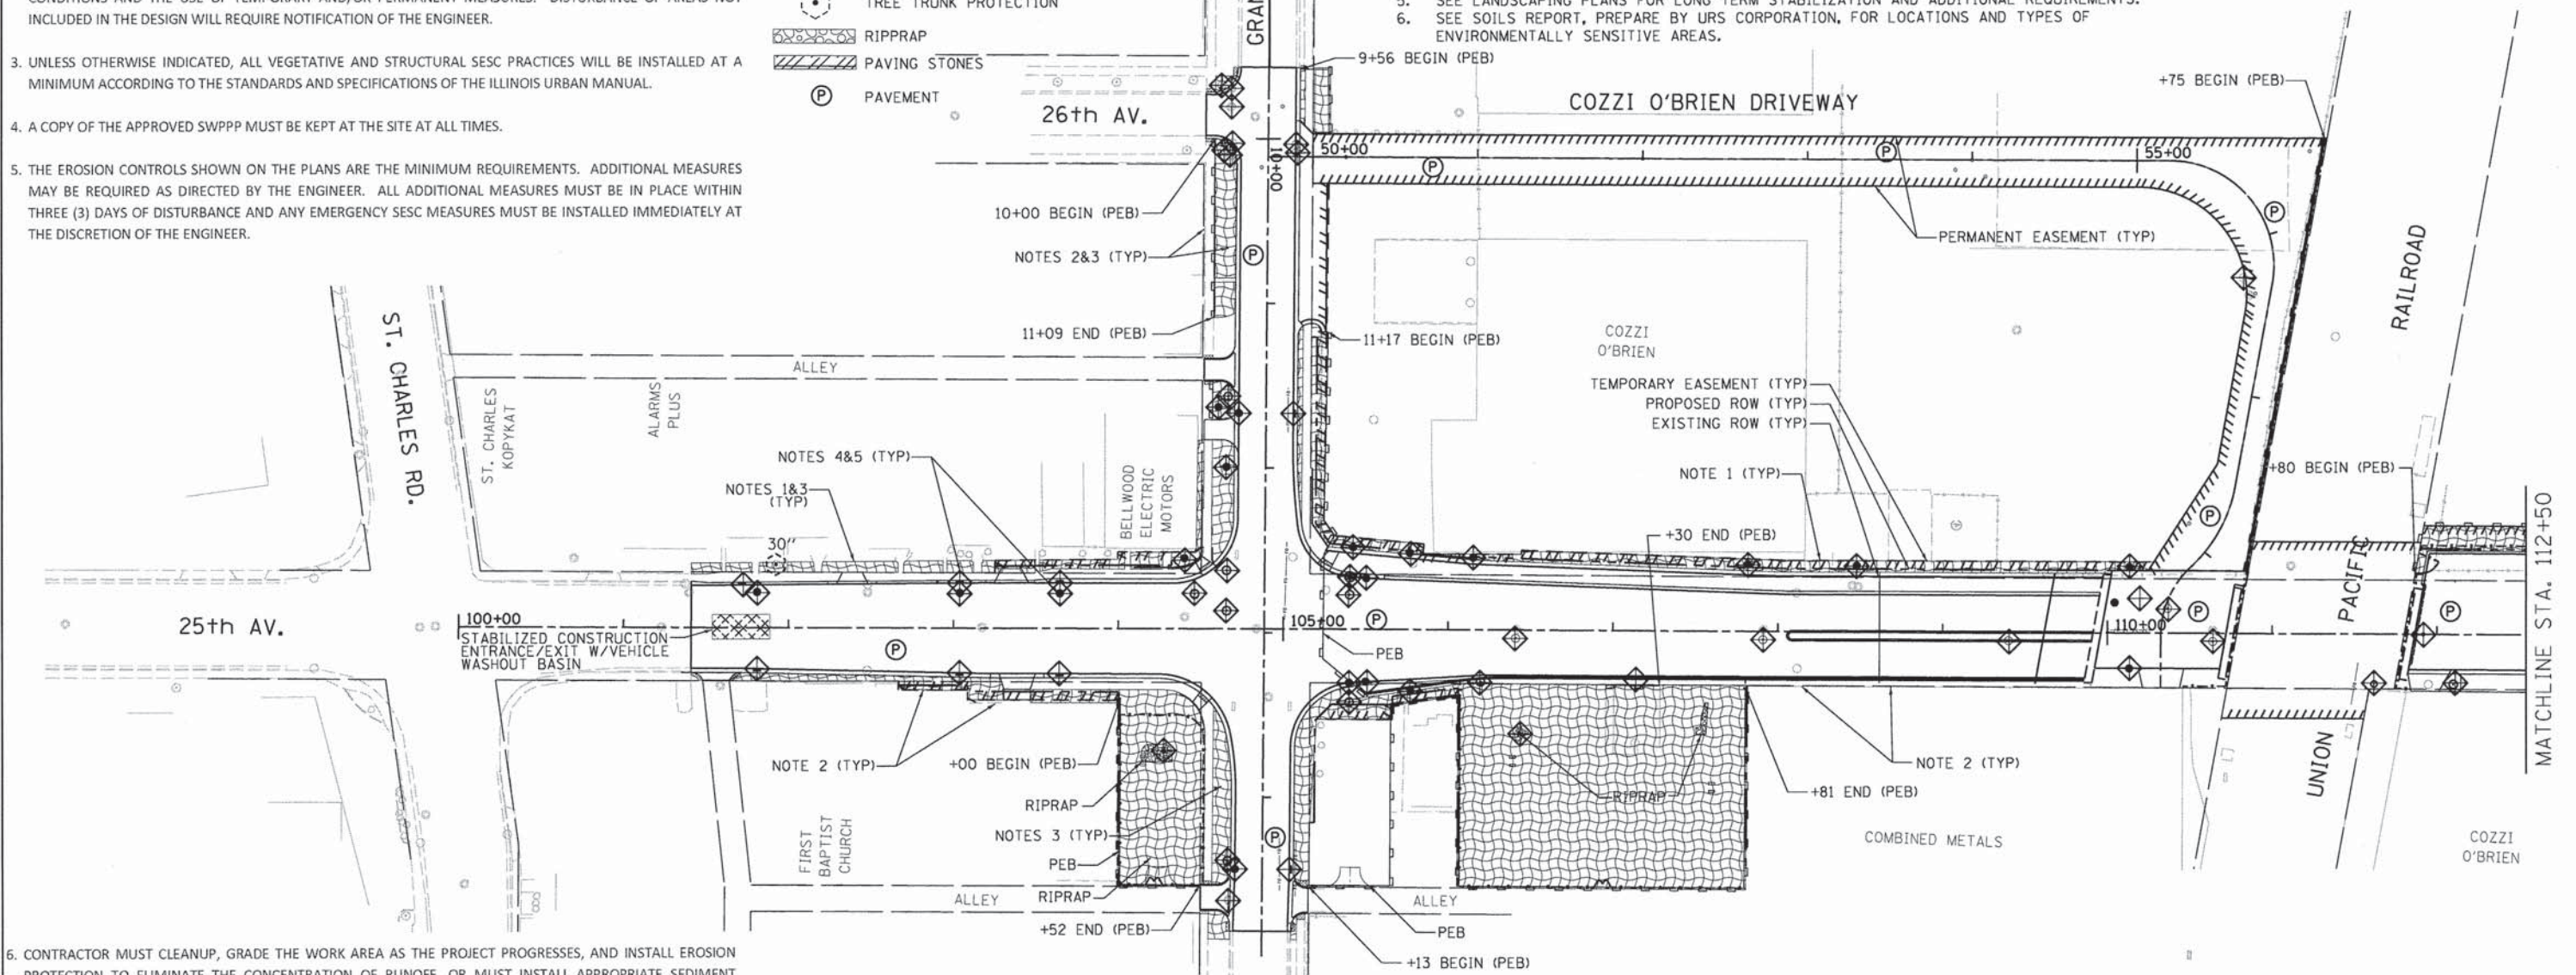 INCLUDED IN THE DESIGN WILL REQUIRE NOTIFICATION OF THE ENGINEER.
3. UNLESS OTHERWISE INDICATED, ALL VEGETATIVE AND STRUCTURAL SESC PRACTICES WILL BE INSTALLED AT A
MINIMUM ACCORDING TO THE STANDARDS AND SPECIFICATIONS OF THE ILLINOIS URBAN MANUAL.
4. A COPY OF THE APPROVED SWPPP MUST BE KEPT AT THE SITE AT ALL TIMES.
5. THE EROSION CONTROLS SHOWN ON THE PLANS ARE THE MINIMUM REQUIREMENTS. ADDITIONAL MEASURES
MAY BE REQUIRED AS DIRECTED BY THE ENGINEER. ALL ADDITIONAL MEASURES MUST BE IN PLACE WITHIN
THREE (3) DAYS OF DISTURBANCE AND ANY EMERGENCY SESC MEASURES MUST BE INSTALLED IMMEDIATELY AT
THE DISCRETION OF THE ENGINEER.
TREE TRUNK PROTECTION
RIPPRAP
PAVING STONES
P PAVEMENT
5. SEE LANDSCAPING PLANS FOR LONG TERM STABILIZATION AND ADDITIONAL REQUIREMENTS.
6. SEE SOILS REPORT, PREPARE BY URS CORPORATION, FOR LOCATIONS AND TYPES OF
ENVIRONMENTALLY SENSITIVE AREAS.
9+56 BEGIN (PEB)
+75 BEGIN (PEB)
26th AV.
COZZI O'BRIEN DRIVEWAY
10+00
50+00
P
P
55+00
10+00 BEGIN (PEB)
P
PERMANENT EASEMENT (TYP)
NOTES 2&3 (TYP)
P
RAILROAD
11+09 END (PEB)
11+17 BEGIN (PEB)
COZZI
O'BRIEN
ST. CHARLES RD.
ALLEY
ST. CHARLES
KOPYKAT
ALARMS
PLUS
TEMPORARY EASEMENT (TYP)
PROPOSED ROW (TYP)
EXISTING ROW (TYP)
NOTES 4&5 (TYP)
NOTES 1&3
(TYP)
BELLWOOD
ELECTRIC
MOTORS
NOTE 1 (TYP)
+80 BEGIN (PEB)
P
30"
+30 END (PEB)
MATCHLINE STA. 112+50
25th AV.
100+00
STABILIZED CONSTRUCTION
ENTRANCE/EXIT W/VEHICLE
WASHOUT BASIN
P
105+00
P
PEB
110+00
P
PACIFIC
P
NOTE 2 (TYP)
+00 BEGIN (PEB)
RIPRAP
NOTES 3 (TYP)
FIRST
BAPTIST
CHURCH
PEB
RIPRAP
P
RIPRAP
NOTE 2 (TYP)
+81 END (PEB)
UNION
COMBINED METALS
COZZI
O'BRIEN
ALLEY
ALLEY
+52 END (PEB)
PEB
+13 BEGIN (PEB)
6. CONTRACTOR MUST CLEANUP, GRADE THE WORK AREA AS THE PROJECT PROGRESSES, AND INSTALL EROSION